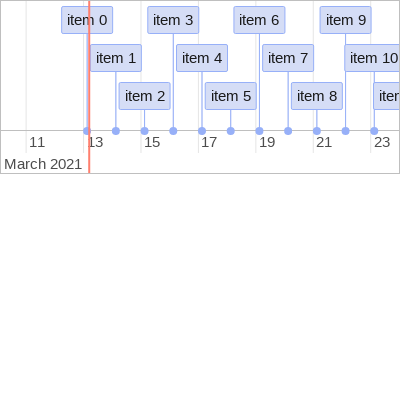 item 0 item 3 item 6 item 9
item 1 item 4 item 7 item 10
item 2 item 5 item 8
11 13 15 17 19 21 23
March 2021